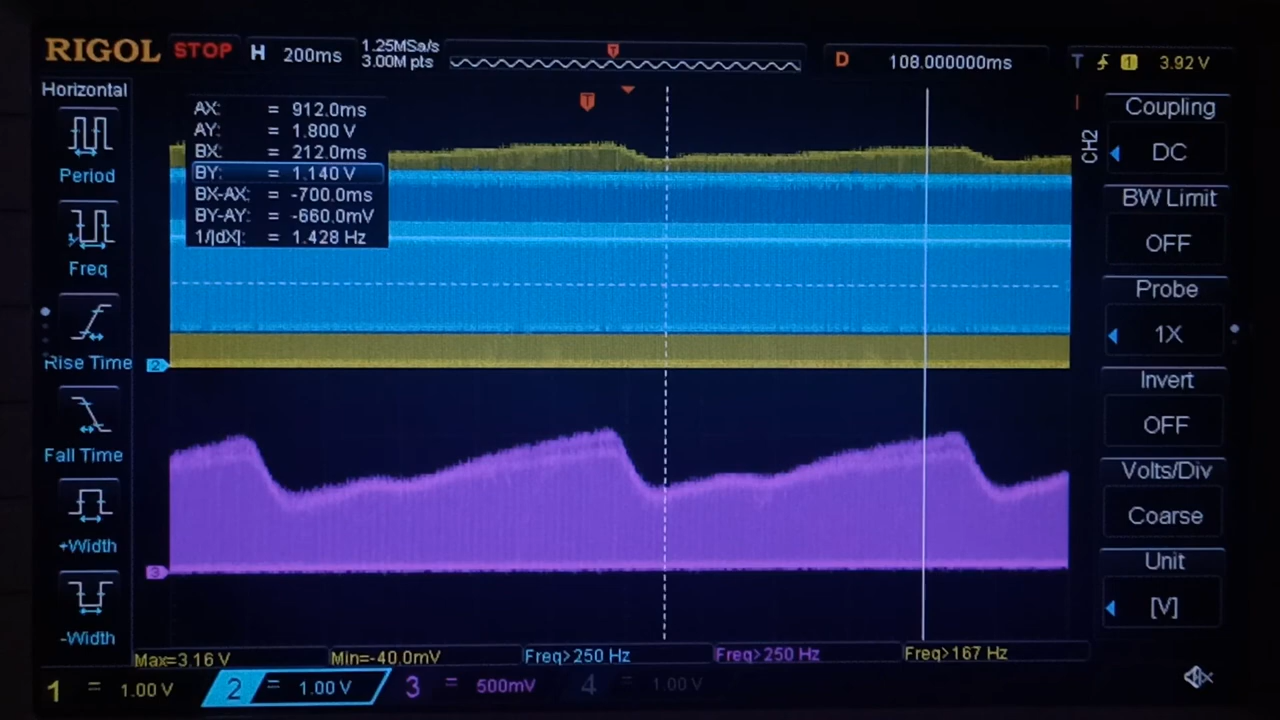 RIGOL STOP H 200ms 1.25MSa/s D 108.000000ms T 1 3.92 V
3.00M pts
T
Horizontal
Period
Freq
Rise Time
Fall Time
+Width
-Width
AX: = 912.0ms
AY: = 1.800 V
BX: = 212.0ms
BY: = 1.140 V
BX-AX: = -700.0ms
BY-AY: = -660.0mV
1/|dX|: = 1.428 Hz
T
2
3
CH2
Coupling
DC
BW Limit
OFF
Probe
1X
Invert
OFF
Volts/Div
Coarse
Unit
[V]
Max=3.16 V Min=-40.0mV Freq>250 Hz Freq>250 Hz Freq>167 Hz
1 = 1.00 V 2 = 1.00 V 3 = 500mV 4 = 1.00 V